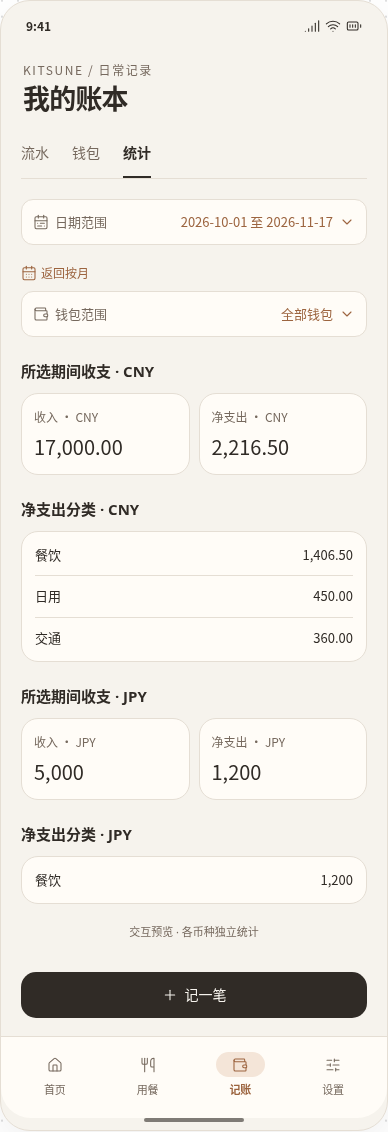 9:41
KITSUNE / 日常记录
我的账本
流水 钱包 统计
日期范围 2026-10-01 至 2026-11-17
返回按月
钱包范围 全部钱包
所选期间收支 · CNY
收入 · CNY 净支出 · CNY
17,000.00 2,216.50
净支出分类 · CNY
餐饮 1,406.50
日用 450.00
交通 360.00
所选期间收支 · JPY
收入 · JPY 净支出 · JPY
5,000 1,200
净支出分类 · JPY
餐饮 1,200
交互预览 · 各币种独立统计
+ 记一笔
首页 用餐 记账 设置